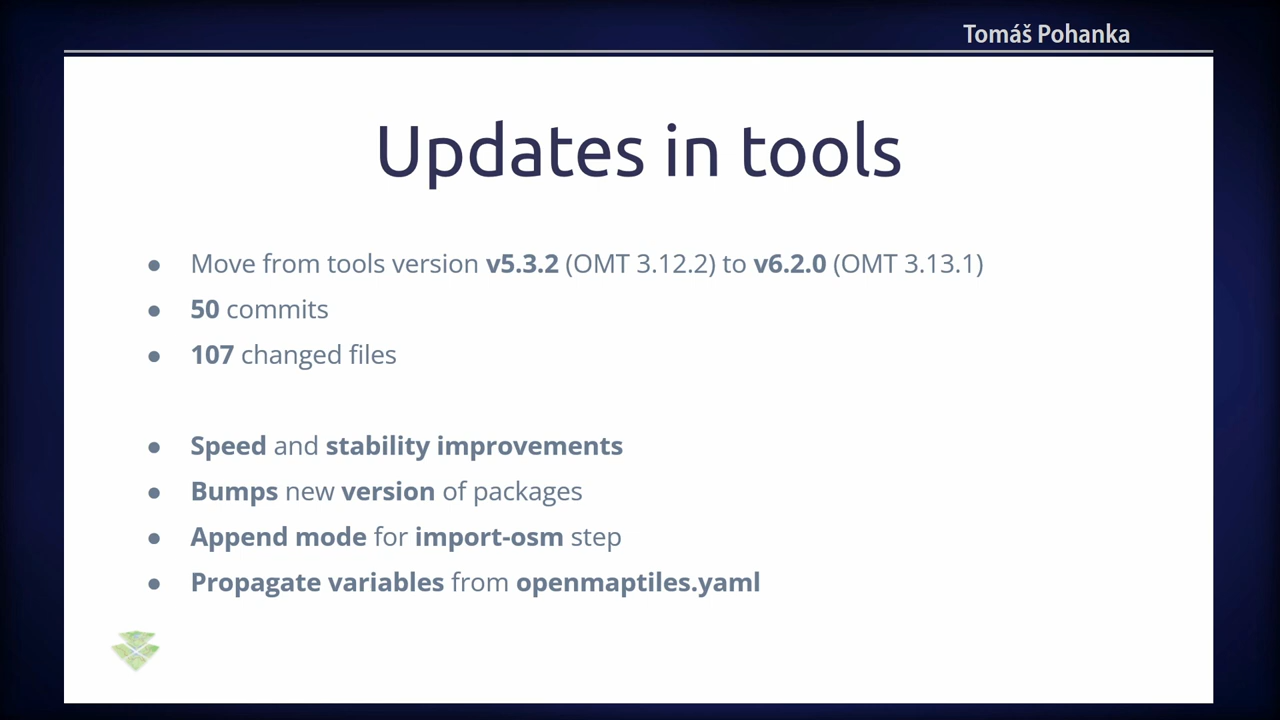 Tomáš Pohanka
Updates in tools
● Move from tools version v5.3.2 (OMT 3.12.2) to v6.2.0 (OMT 3.13.1)
● 50 commits
● 107 changed files
● Speed and stability improvements
● Bumps new version of packages
● Append mode for import-osm step
● Propagate variables from openmaptiles.yaml